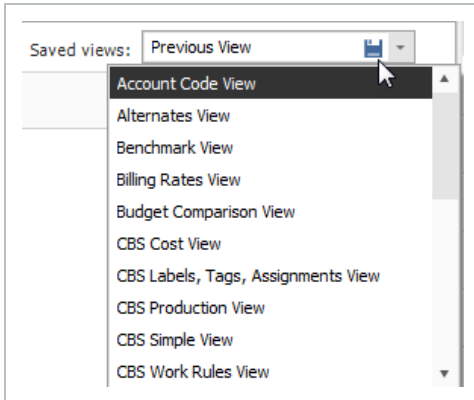 Saved views: Previous View
Account Code View
Alternates View
Benchmark View
Billing Rates View
Budget Comparison View
CBS Cost View
CBS Labels, Tags, Assignments View
CBS Production View
CBS Simple View
CBS Work Rules View